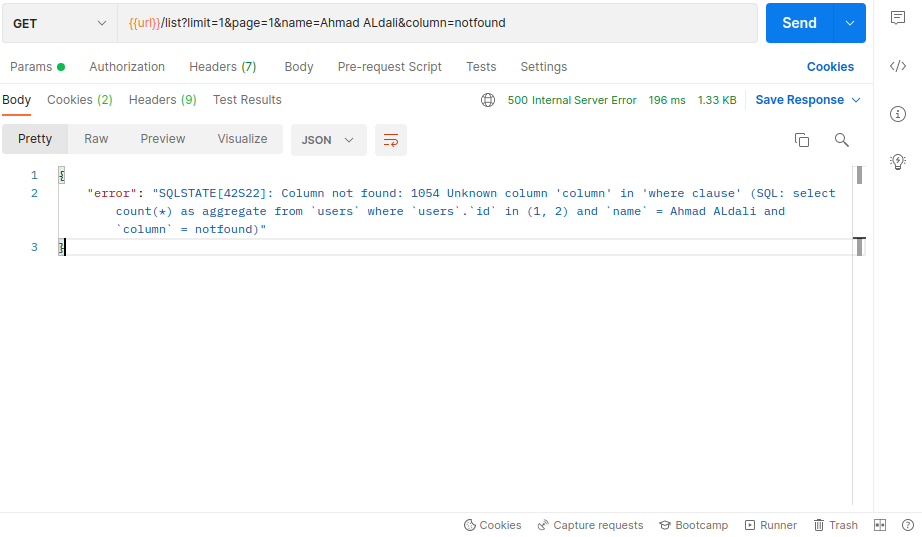 GET {{url}}/list?limit=1&page=1&name=Ahmad ALdali&column=notfound Send
Params Authorization Headers (7) Body Pre-request Script Tests Settings Cookies
Body Cookies (2) Headers (9) Test Results 500 Internal Server Error 196 ms 1.33 KB Save Response
Pretty Raw Preview Visualize JSON
1 {
2 "error": "SQLSTATE[42S22]: Column not found: 1054 Unknown column 'column' in 'where clause' (SQL: select
count(*) as aggregate from `users` where `users`.`id` in (1, 2) and `name` = Ahmad ALdali and
`column` = notfound)"
3 }
Cookies Capture requests Bootcamp Runner Trash